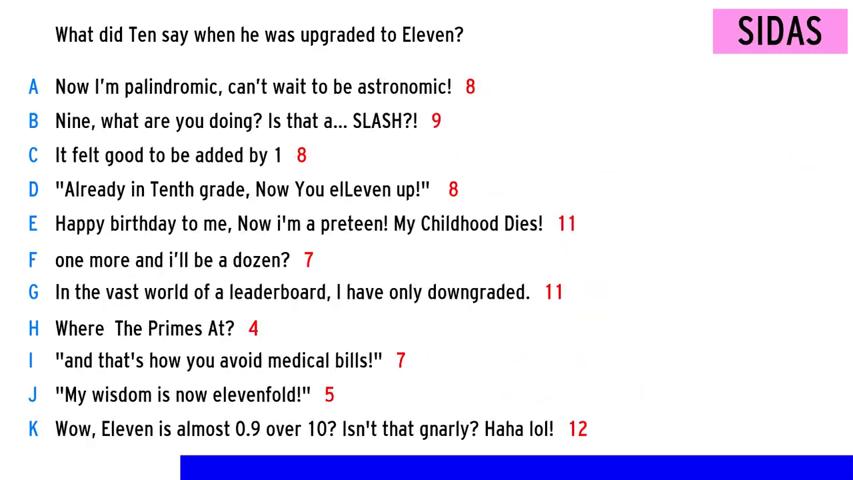 What did Ten say when he was upgraded to Eleven?
SIDAS
A Now I'm palindromic, can't wait to be astronomic! 8
B Nine, what are you doing? Is that a... SLASH?! 9
C It felt good to be added by 1 8
D "Already in Tenth grade, Now You elLeven up!" 8
E Happy birthday to me, Now i'm a preteen! My Childhood Dies! 11
F one more and i'll be a dozen? 7
G In the vast world of a leaderboard, I have only downgraded. 11
H Where The Primes At? 4
I "and that's how you avoid medical bills!" 7
J "My wisdom is now elevenfold!" 5
K Wow, Eleven is almost 0.9 over 10? Isn't that gnarly? Haha lol! 12